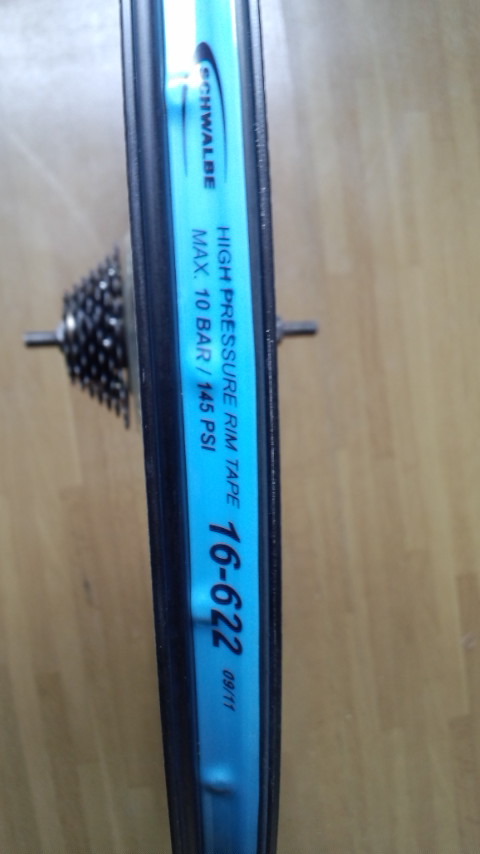 SCHWALBE
HIGH PRESSURE RIM TAPE
MAX. 10 BAR / 145 PSI
16-622
09/11